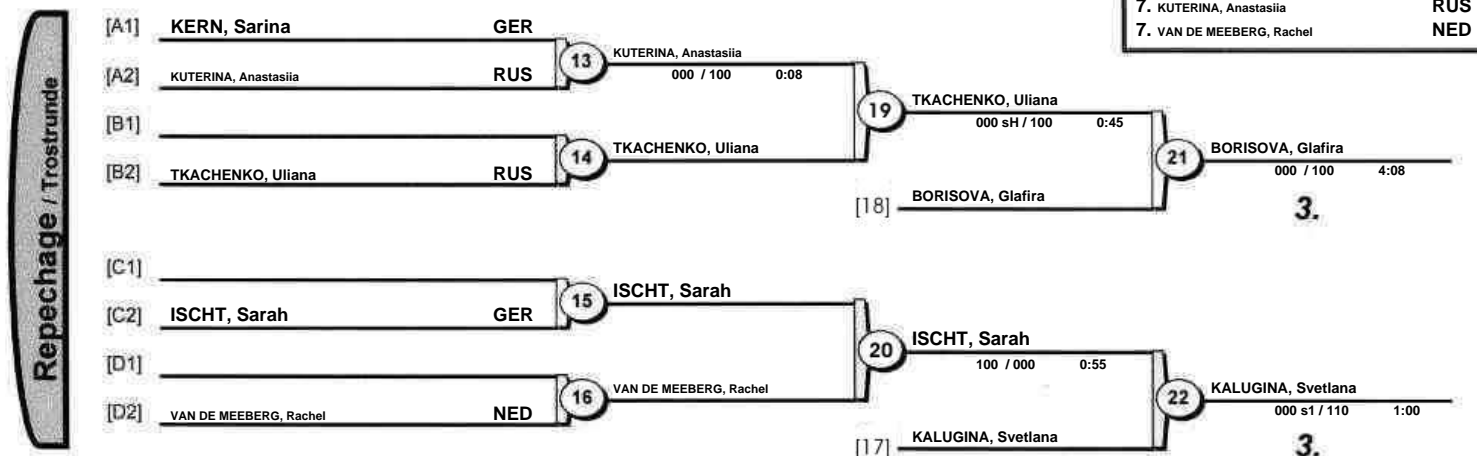 7. KUTERINA, Anastasiia RUS
7. VAN DE MEEBERG, Rachel NED
Repechage / Trostrunde
[A1] KERN, Sarina GER
13
KUTERINA, Anastasiia
000 / 100 0:08
[A2] KUTERINA, Anastasiia RUS
19
TKACHENKO, Uliana
000 sH / 100 0:45
[B1]
14
TKACHENKO, Uliana
[B2] TKACHENKO, Uliana RUS
21
BORISOVA, Glafira
000 / 100 4:08
[18] BORISOVA, Glafira
3.
[C1]
15
ISCHT, Sarah
[C2] ISCHT, Sarah GER
20
ISCHT, Sarah
100 / 000 0:55
[D1]
16
VAN DE MEEBERG, Rachel
[D2] VAN DE MEEBERG, Rachel NED
22
KALUGINA, Svetlana
000 s1 / 110 1:00
[17] KALUGINA, Svetlana
3.